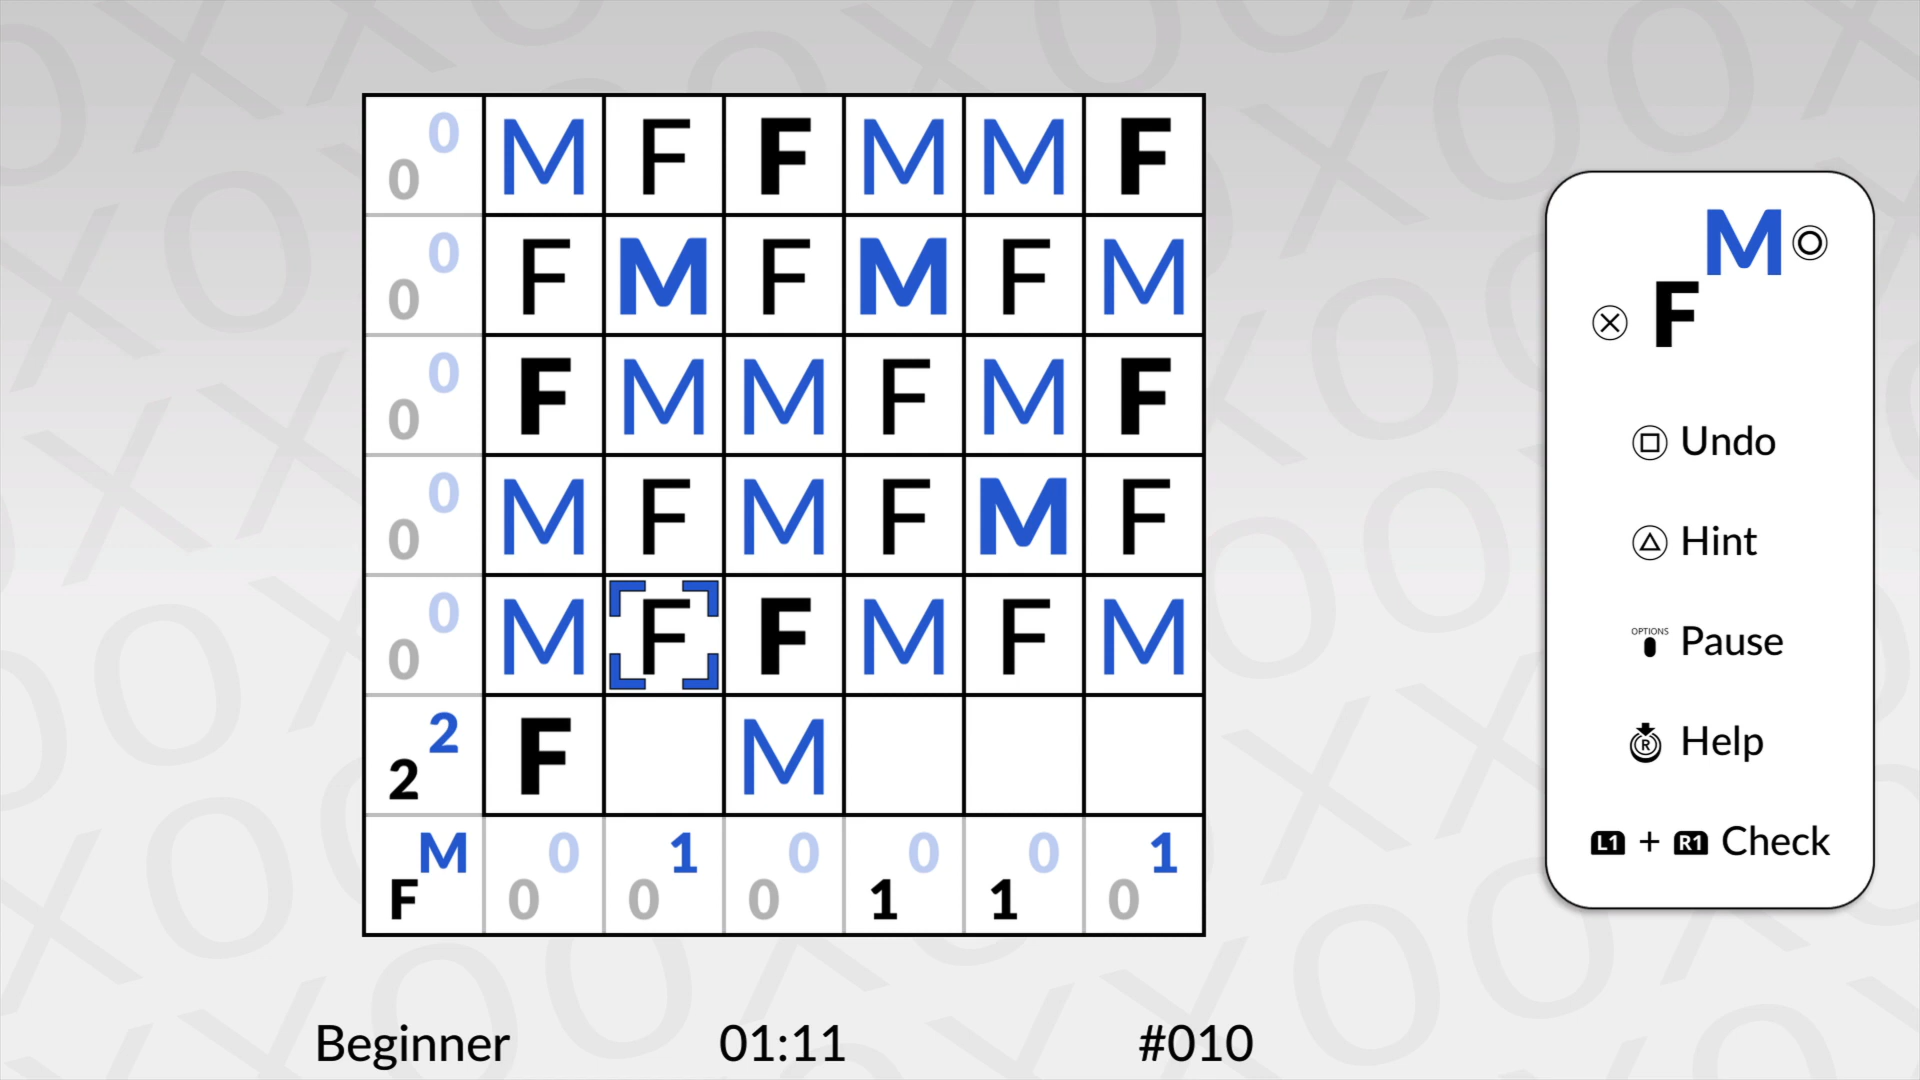 0 0 M F F M M F
0 0 F M F M F M
0 0 F M M F M F
0 0 M F M F M F
0 0 M F F M F M
2 2 F M
M 0 1 0 0 0 1
F 0 0 0 1 1 0
M
F
Undo
Hint
OPTIONS Pause
R Help
L1 + R1 Check
Beginner 01:11 #010